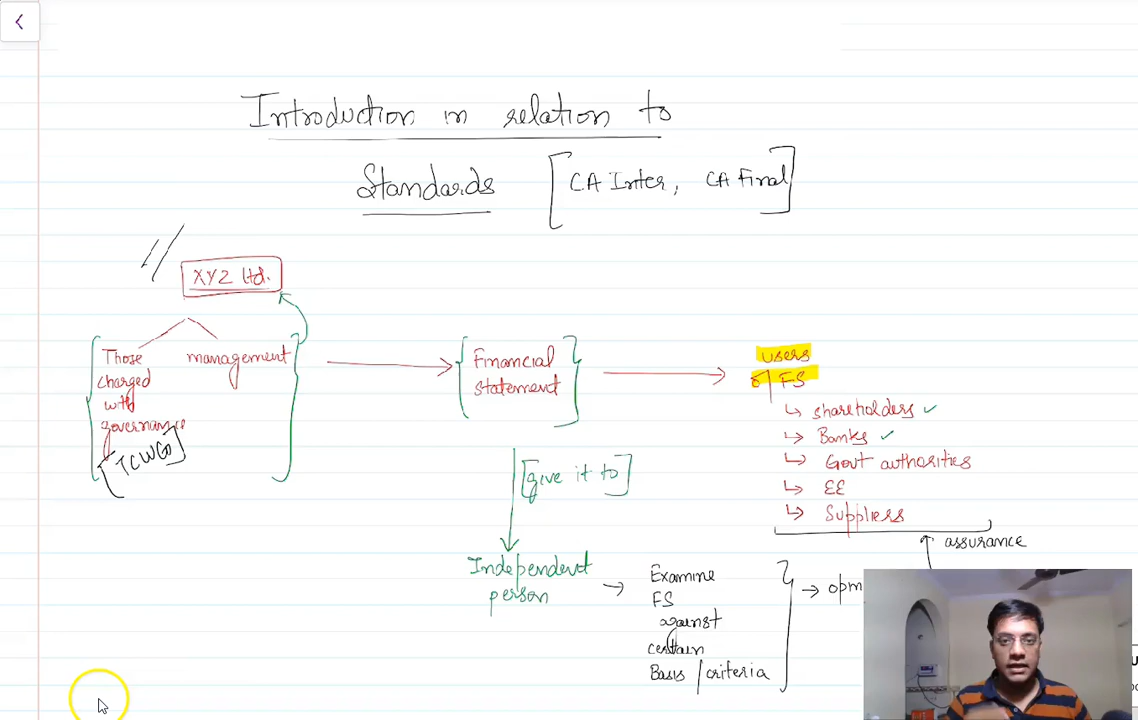 Introduction in relation to
Standards [CA Inter, CA Final]
XYZ ltd.
Those
charged
with
governance
[TCWG]
management
Financial
statement
users
of FS
shareholders
Banks
Govt authorities
EE
Suppliers
assurance
[give it to]
Independent
person
Examine
FS
against
certain
Basis / criteria